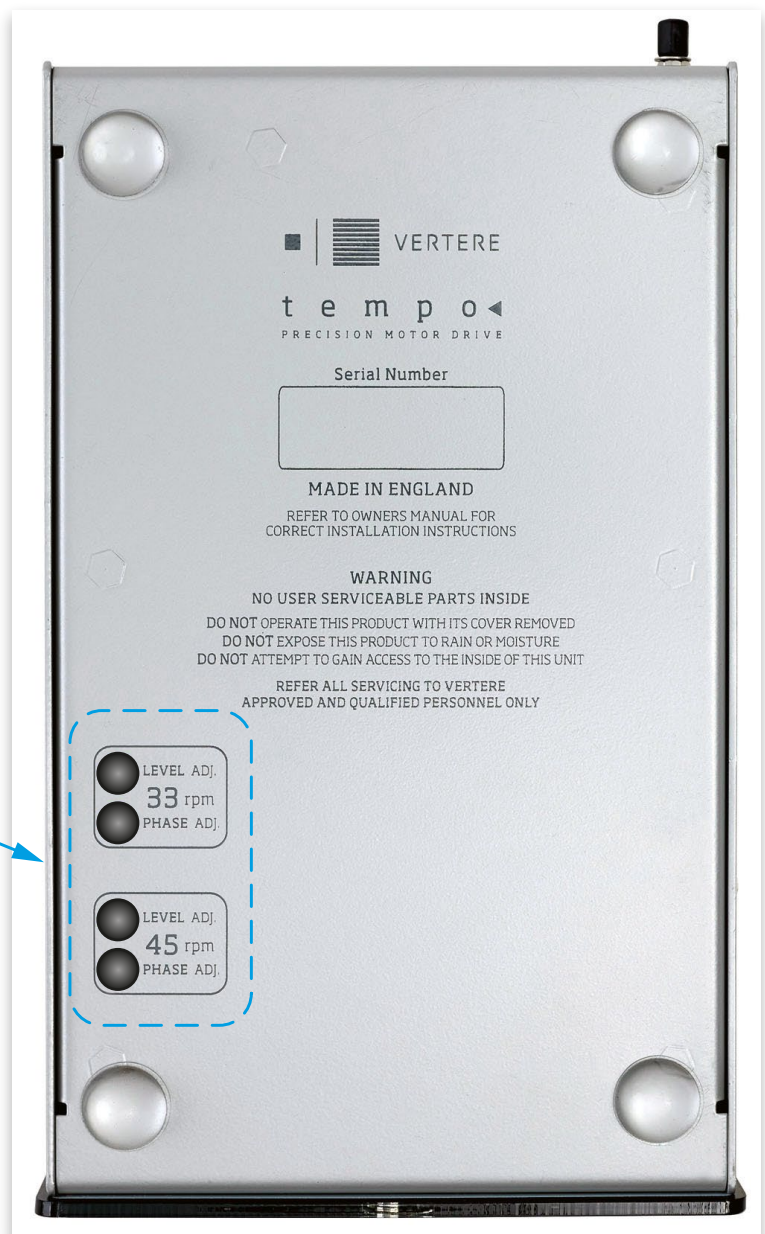 VERTERE
tempo
PRECISION MOTOR DRIVE
Serial Number
MADE IN ENGLAND
REFER TO OWNERS MANUAL FOR
CORRECT INSTALLATION INSTRUCTIONS
WARNING
NO USER SERVICEABLE PARTS INSIDE
DO NOT OPERATE THIS PRODUCT WITH ITS COVER REMOVED
DO NOT EXPOSE THIS PRODUCT TO RAIN OR MOISTURE
DO NOT ATTEMPT TO GAIN ACCESS TO THE INSIDE OF THIS UNIT
REFER ALL SERVICING TO VERTERE
APPROVED AND QUALIFIED PERSONNEL ONLY
LEVEL ADJ.
33 rpm
PHASE ADJ.
LEVEL ADJ.
45 rpm
PHASE ADJ.